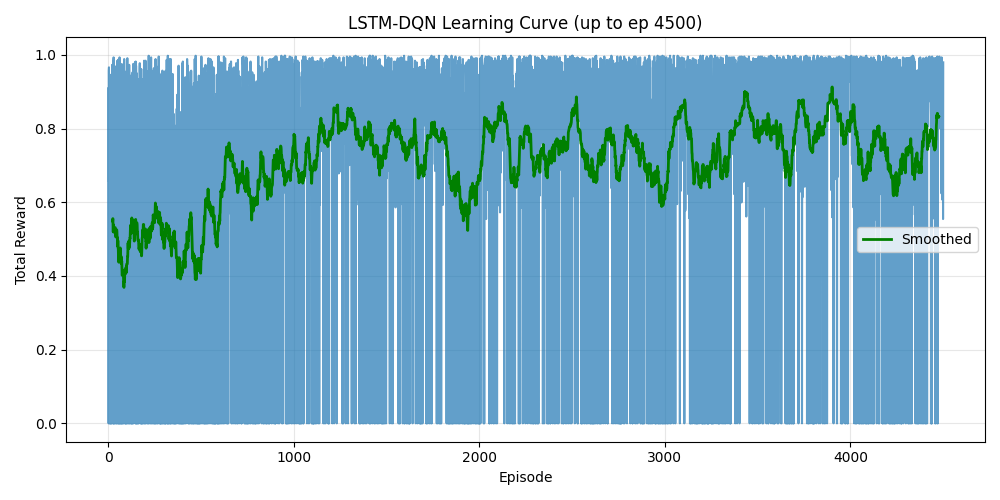 LSTM-DQN Learning Curve (up to ep 4500)
Total Reward
1.0
0.8
0.6
0.4
0.2
0.0
Smoothed
0
1000
2000
3000
4000
Episode